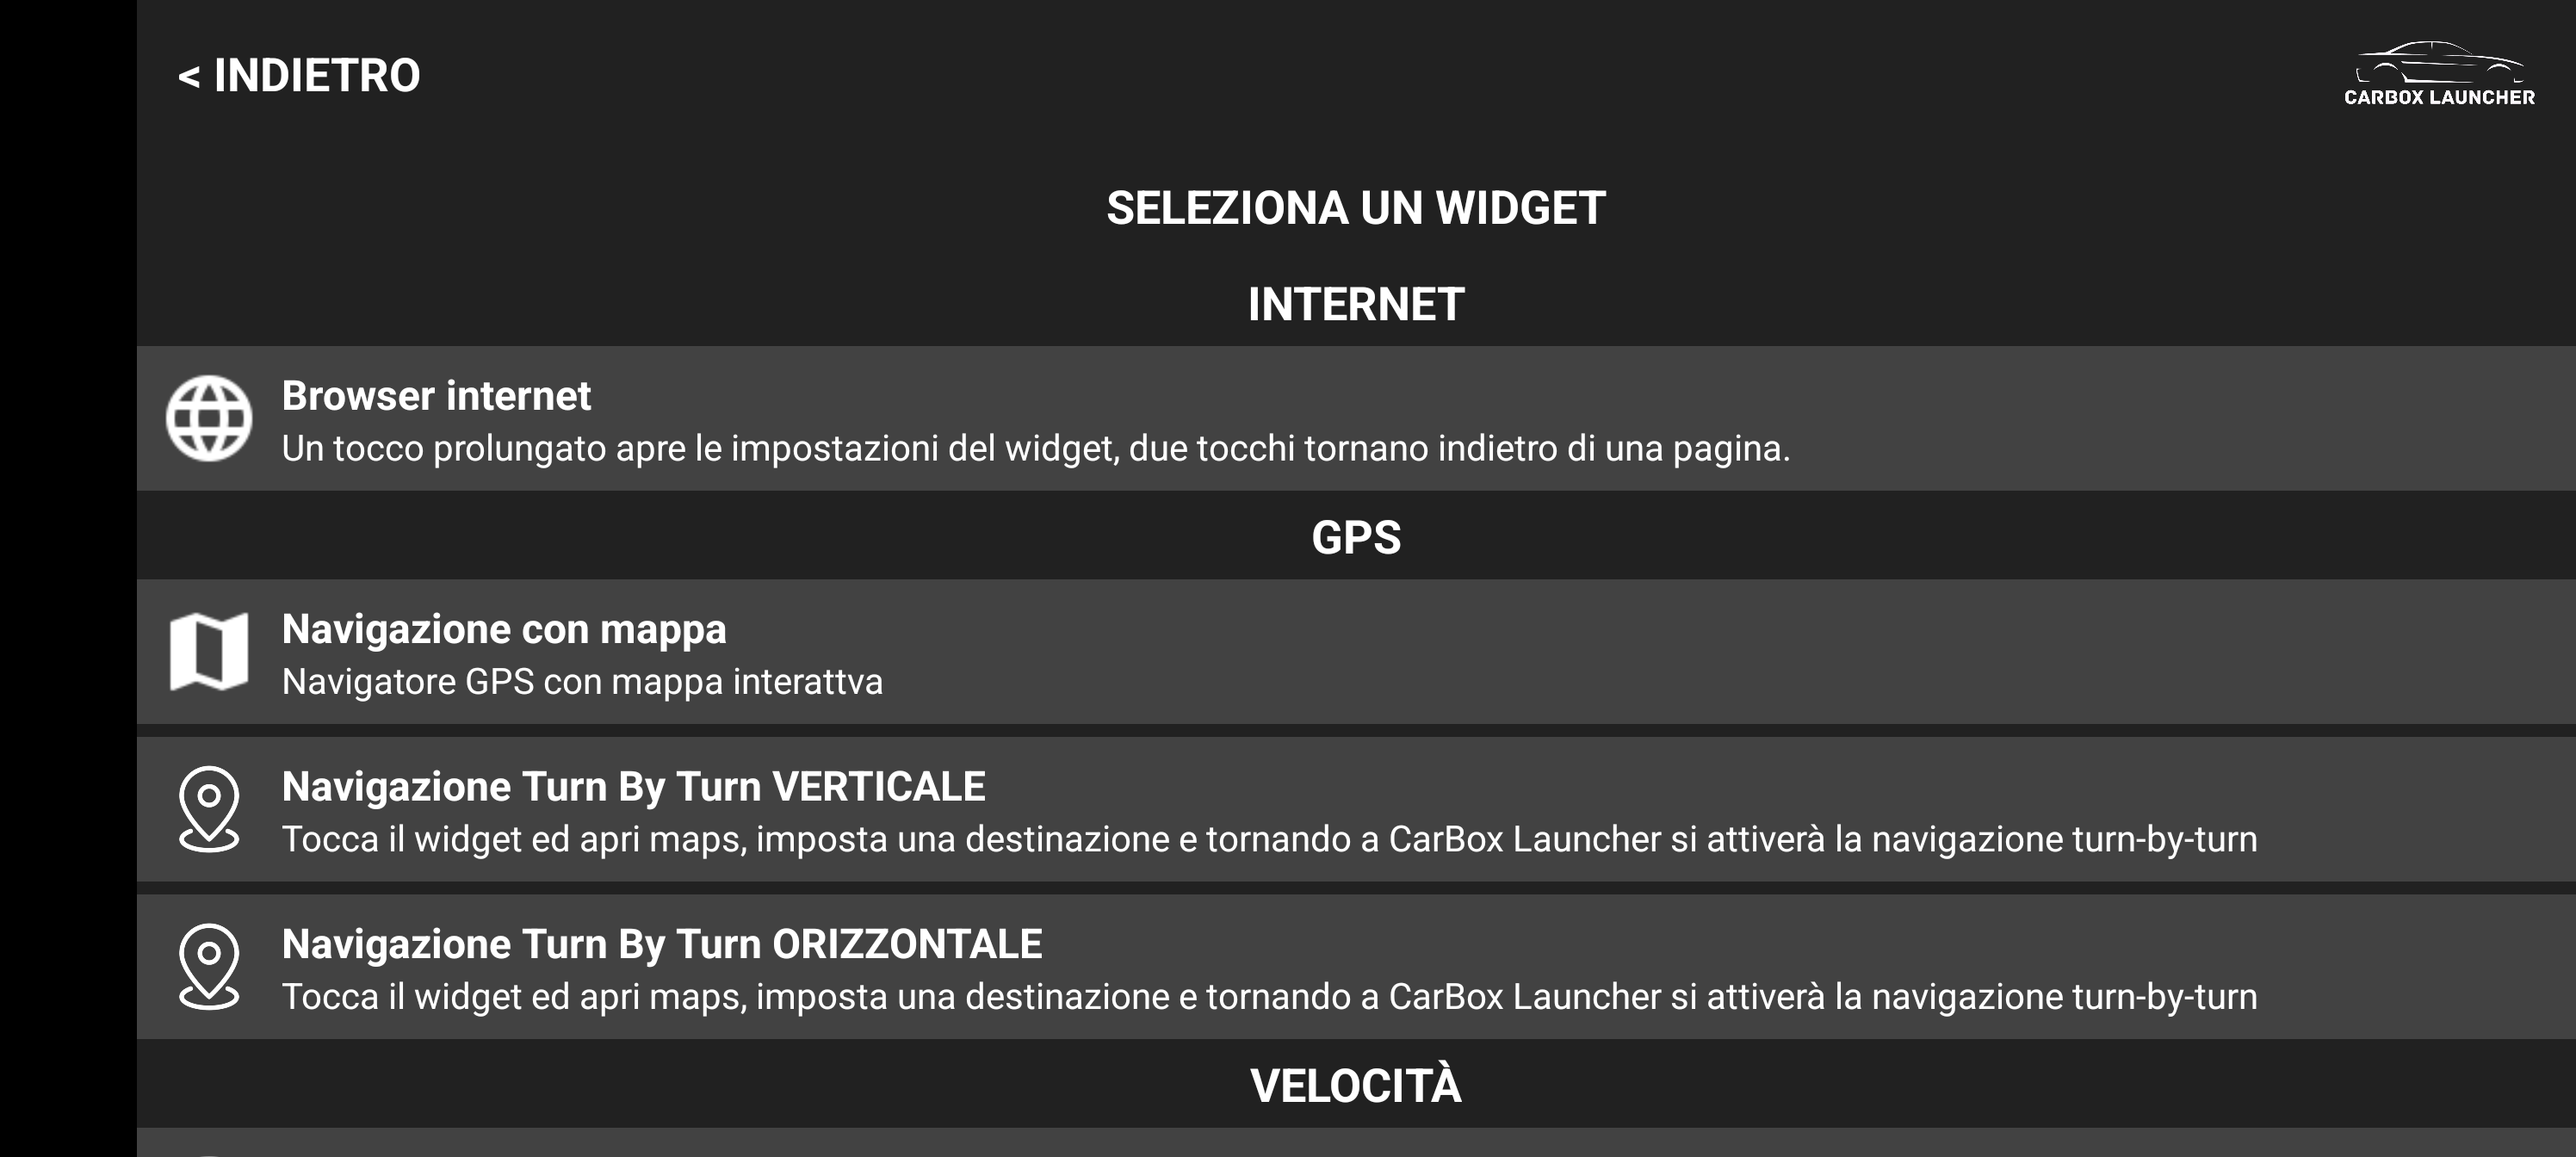 < INDIETRO
CARBOX LAUNCHER
SELEZIONA UN WIDGET
INTERNET
Browser internet
Un tocco prolungato apre le impostazioni del widget, due tocchi tornano indietro di una pagina.
GPS
Navigazione con mappa
Navigatore GPS con mappa interattva
Navigazione Turn By Turn VERTICALE
Tocca il widget ed apri maps, imposta una destinazione e tornando a CarBox Launcher si attiverà la navigazione turn-by-turn
Navigazione Turn By Turn ORIZZONTALE
Tocca il widget ed apri maps, imposta una destinazione e tornando a CarBox Launcher si attiverà la navigazione turn-by-turn
VELOCITÀ